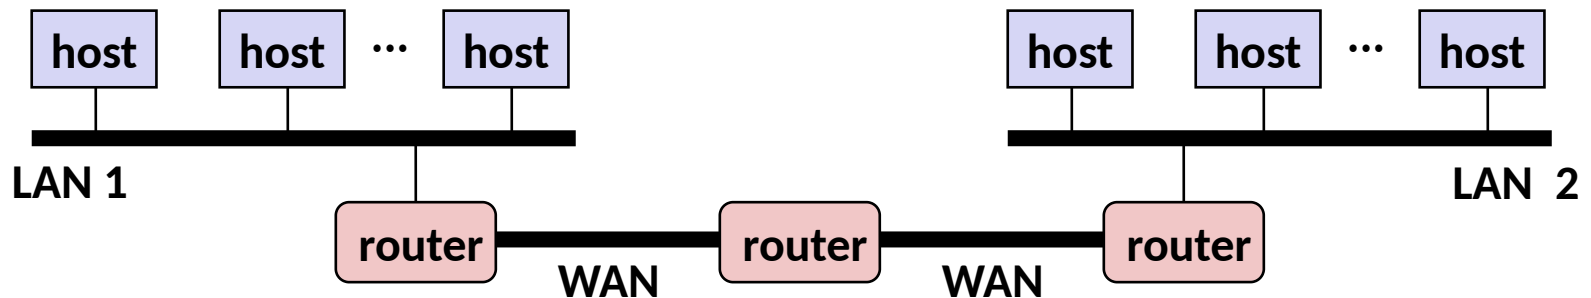 host host ... host host host ... host
LAN 1 LAN 2
router router router
WAN WAN